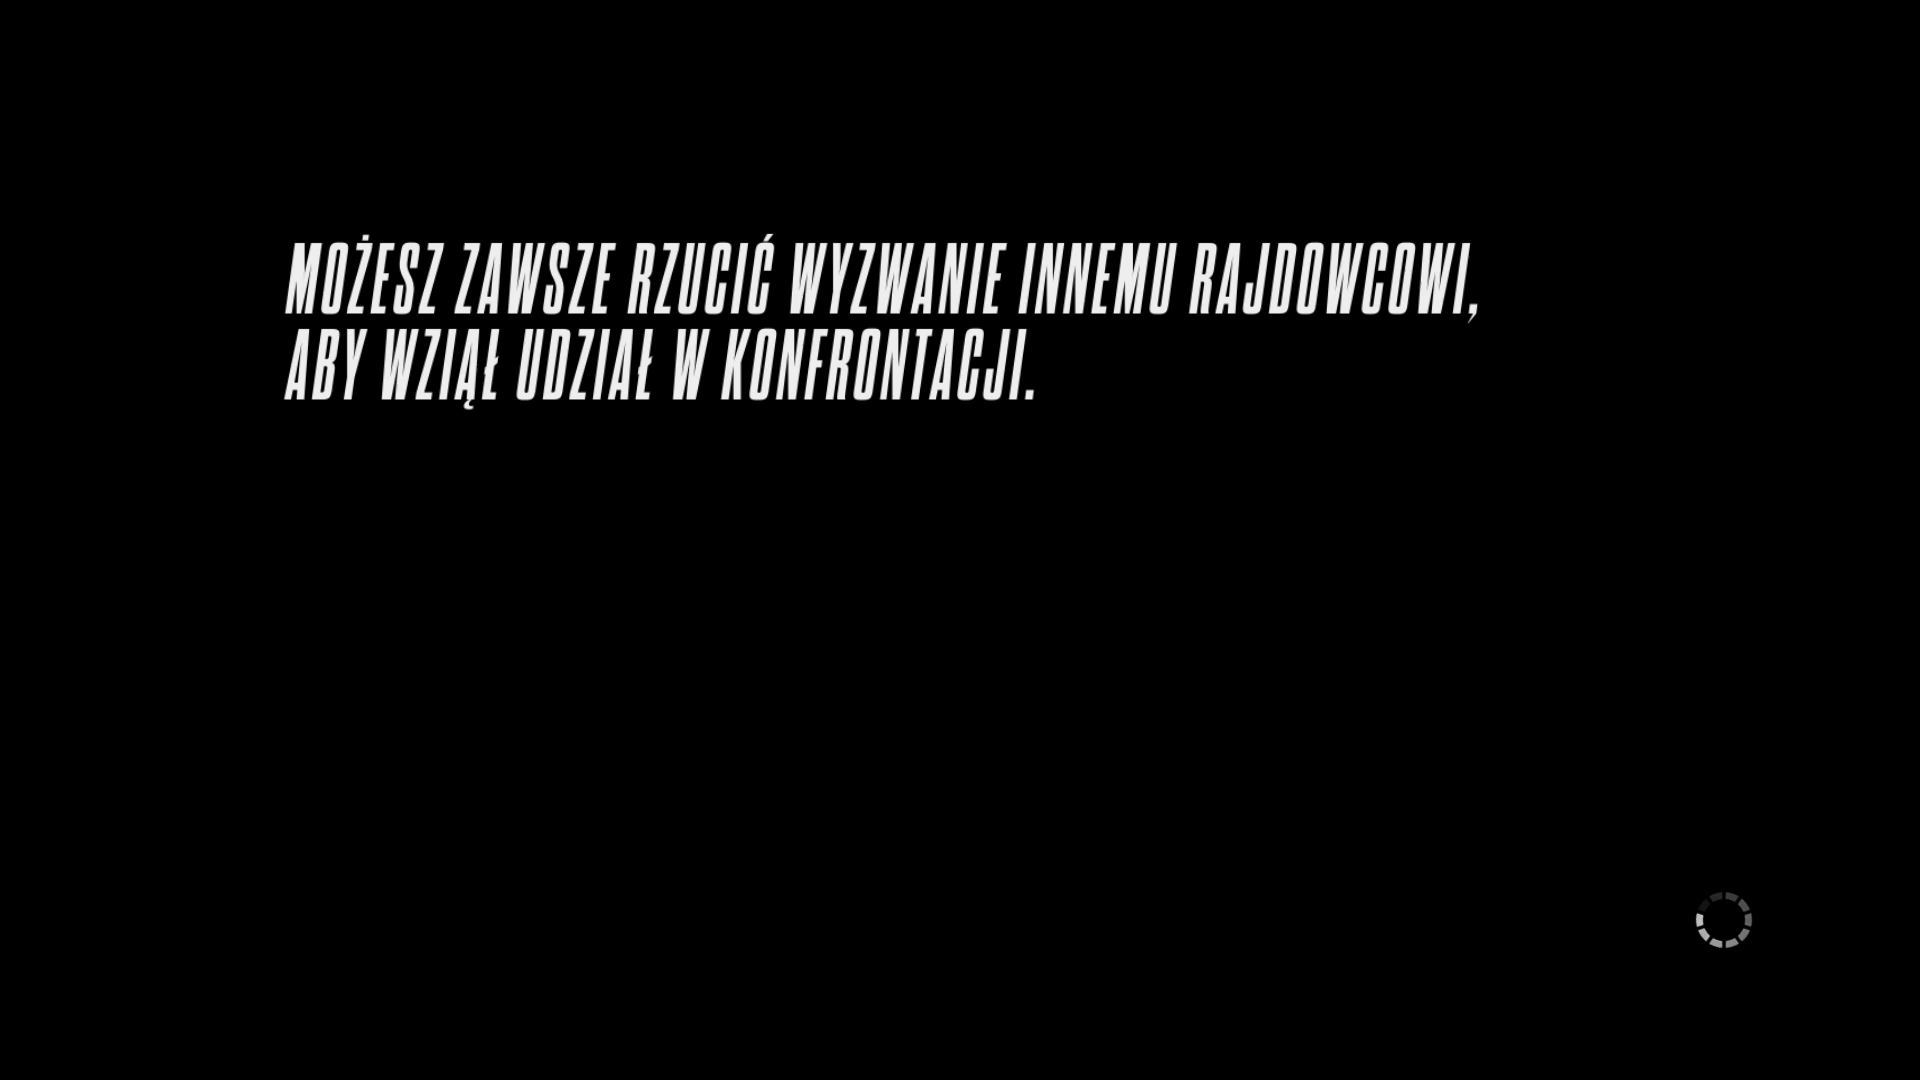 MOŻESZ ZAWSZE RZUCIĆ WYZWANIE INNEMU RAJDOWCOWI,
ABY WZIĄŁ UDZIAŁ W KONFRONTACJI.